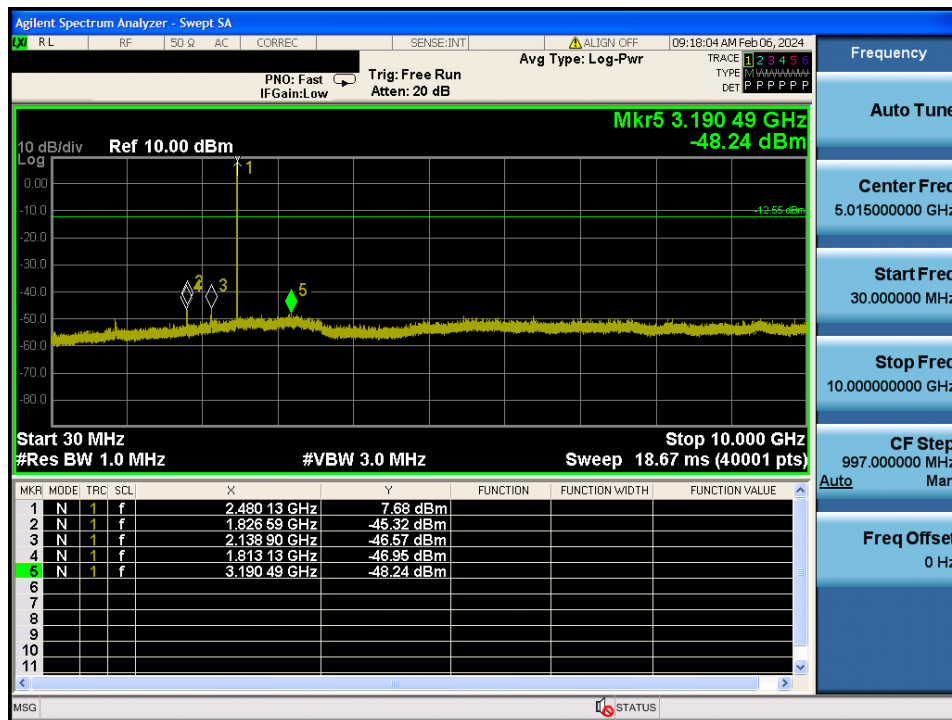 Agilent Spectrum Analyzer - Swept SA
LXI RL RF 50 Ω AC CORREC SENSE:INT ALIGN OFF 09:18:04 AM Feb 06, 2024
Frequency
PNO: Fast
IFGain:Low
Trig: Free Run
Atten: 20 dB
Avg Type: Log-Pwr
TRACE 1 2 3 4 5 6
TYPE M W W W W W
DET P P P P P P
Auto Tune
Mkr5 3.190 49 GHz
-48.24 dBm
10 dB/div Ref 10.00 dBm
Log
0.00
-10.0
-20.0
-30.0
-40.0
-50.0
-60.0
-70.0
-80.0
1
-12.55 dBm
2
4
3
5
Center Freq
5.015000000 GHz
Start Freq
30.000000 MHz
Stop Freq
10.000000000 GHz
Start 30 MHz Stop 10.000 GHz
#Res BW 1.0 MHz #VBW 3.0 MHz Sweep 18.67 ms (40001 pts)
CF Step
997.000000 MHz
Auto Man
MKR MODE TRC SCL X Y FUNCTION FUNCTION WIDTH FUNCTION VALUE
1 N 1 f 2.480 13 GHz 7.68 dBm
2 N 1 f 1.826 59 GHz -45.32 dBm
3 N 1 f 2.138 90 GHz -46.57 dBm
4 N 1 f 1.813 13 GHz -46.95 dBm
5 N 1 f 3.190 49 GHz -48.24 dBm
6
7
8
9
10
11
Freq Offset
0 Hz
MSG STATUS